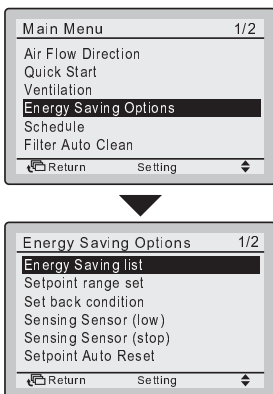 Main Menu 1/2
Air Flow Direction
Quick Start
Ventilation
Energy Saving Options
Schedule
Filter Auto Clean
Return Setting
Energy Saving Options 1/2
Energy Saving list
Setpoint range set
Set back condition
Sensing Sensor (low)
Sensing Sensor (stop)
Setpoint Auto Reset
Return Setting